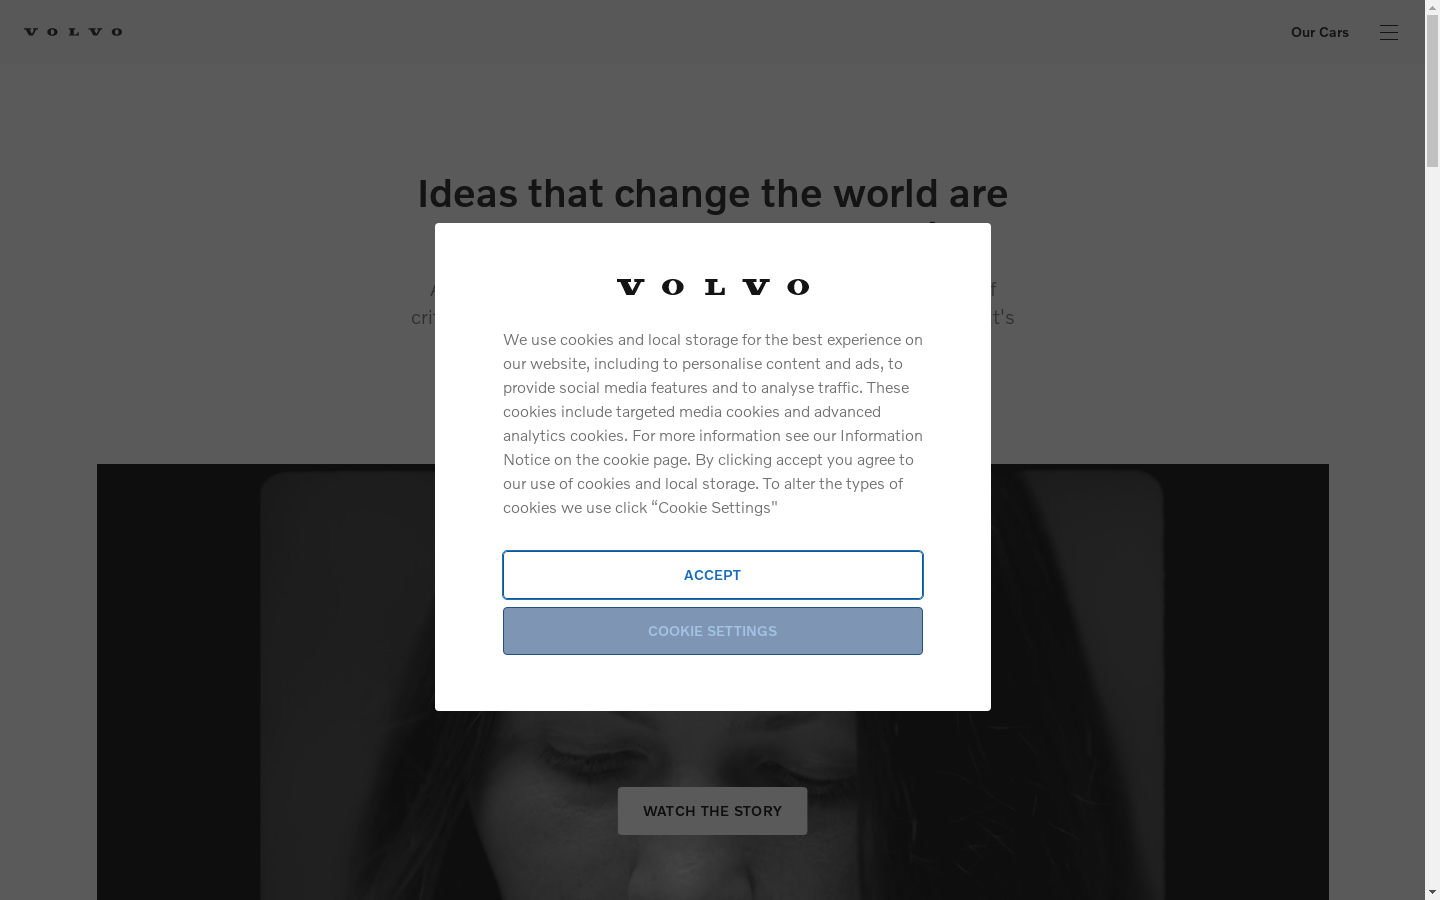 VOLVO
Our Cars
Ideas that change the world are
VOLVO
We use cookies and local storage for the best experience on
our website, including to personalise content and ads, to
provide social media features and to analyse traffic. These
cookies include targeted media cookies and advanced
analytics cookies. For more information see our Information
Notice on the cookie page. By clicking accept you agree to
our use of cookies and local storage. To alter the types of
cookies we use click “Cookie Settings"
ACCEPT
COOKIE SETTINGS
WATCH THE STORY